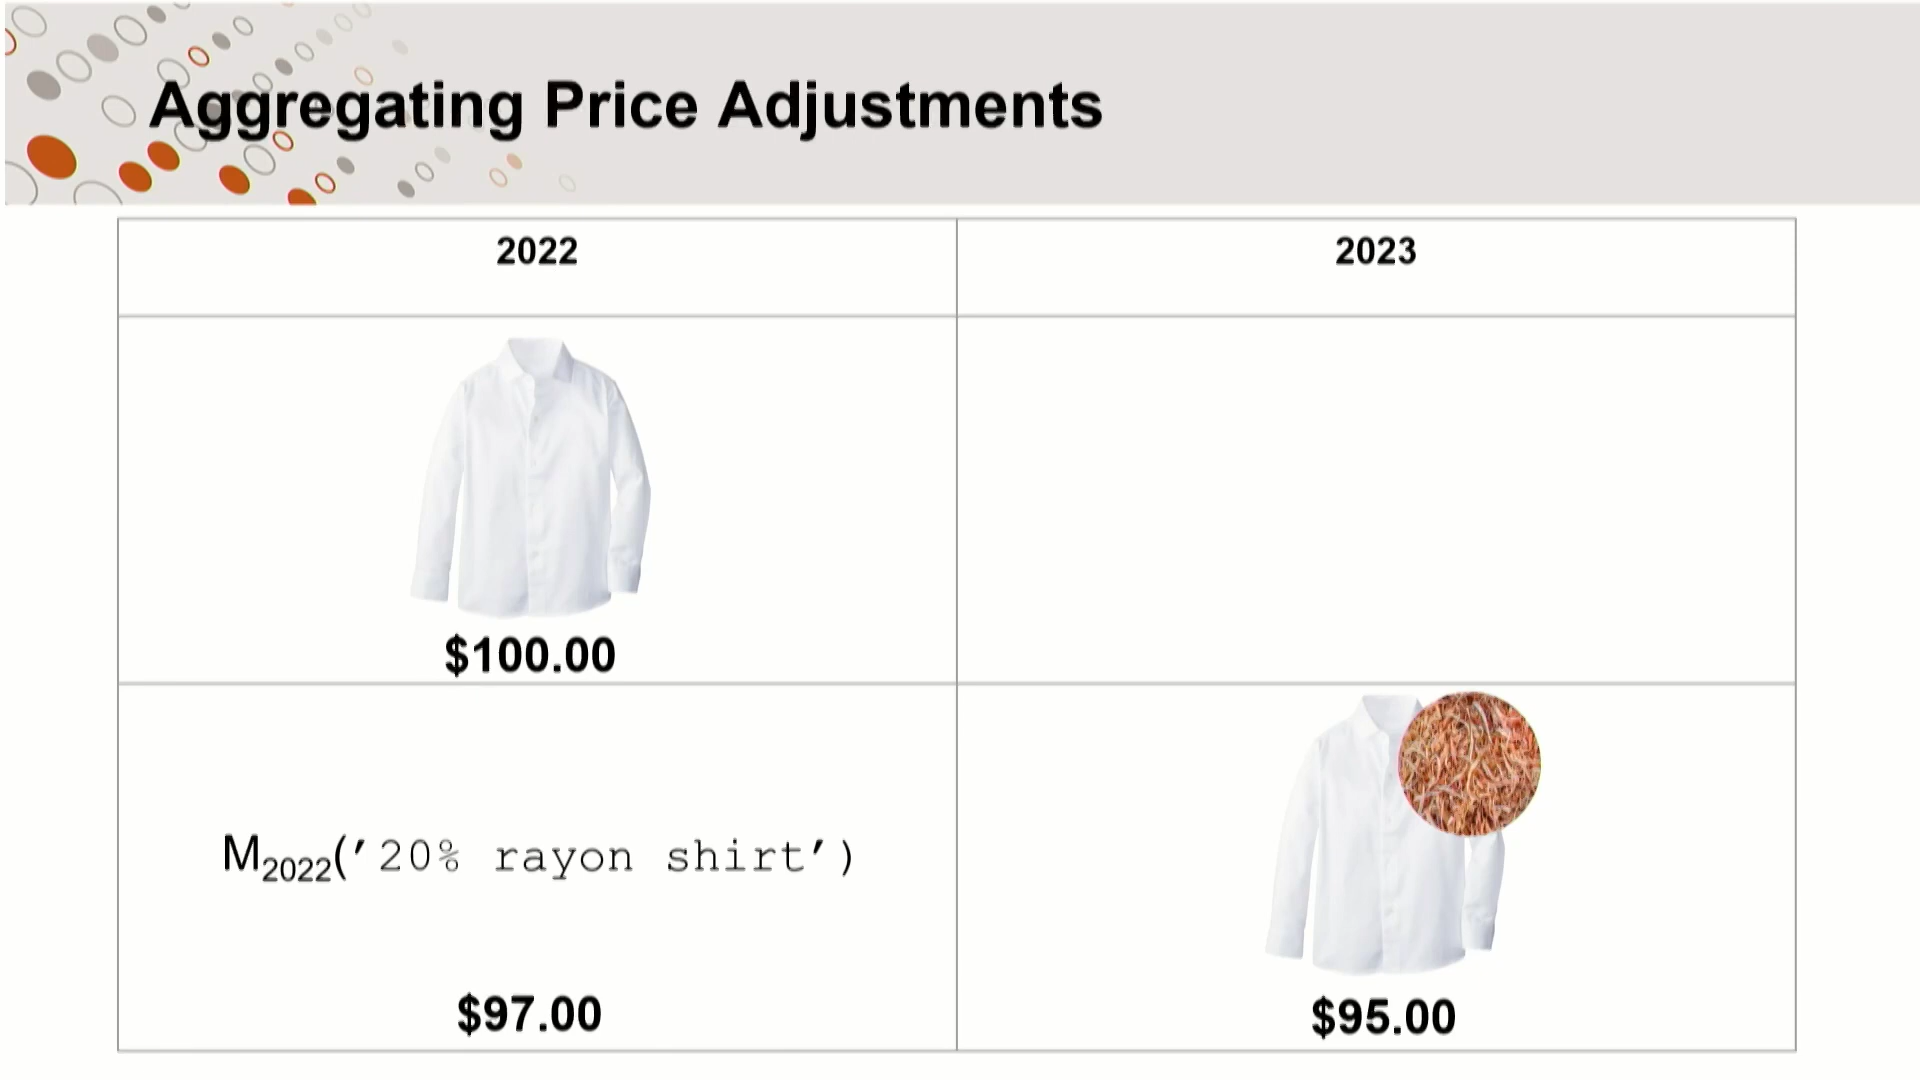 Aggregating Price Adjustments
2022
2023
$100.00
M₂₀₂₂('20% rayon shirt')
$97.00
$95.00